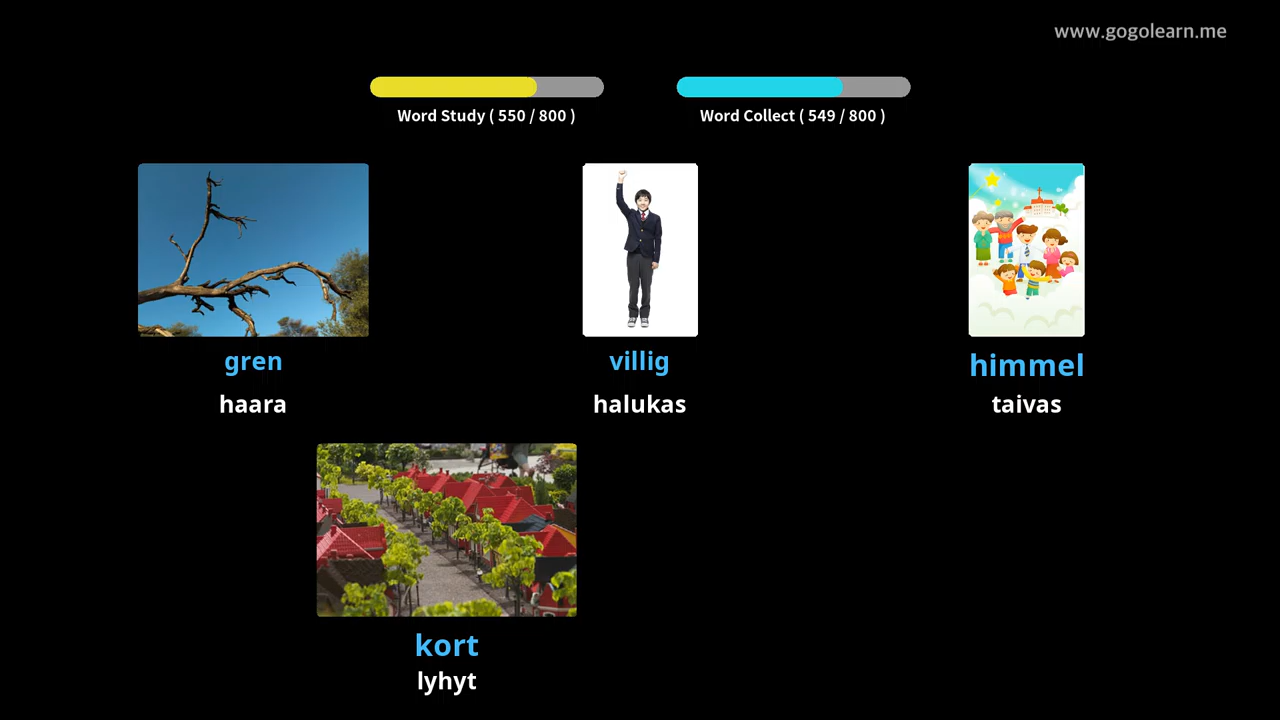 www.gogolearn.me
Word Study ( 550 / 800 )
Word Collect ( 549 / 800 )
gren
villig
himmel
haara
halukas
taivas
kort
lyhyt